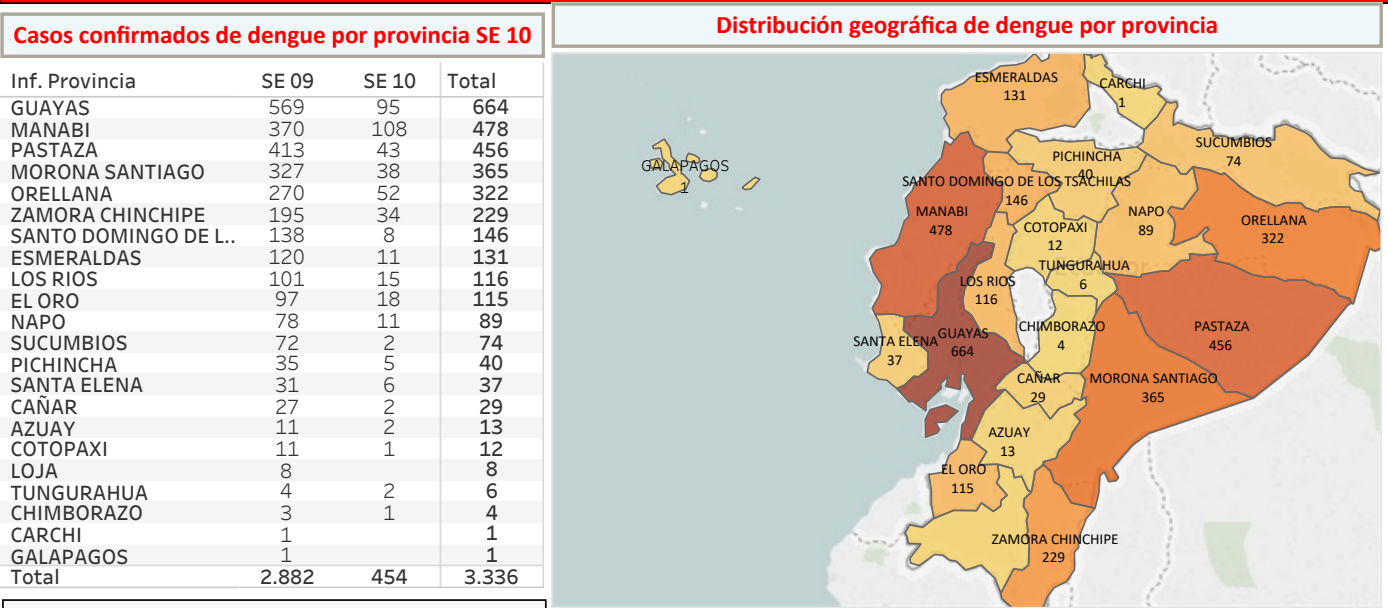 Casos confirmados de dengue por provincia SE 10
Inf. Provincia SE 09 SE 10 Total
GUAYAS 569 95 664
MANABI 370 108 478
PASTAZA 413 43 456
MORONA SANTIAGO 327 38 365
ORELLANA 270 52 322
ZAMORA CHINCHIPE 195 34 229
SANTO DOMINGO DE L.. 138 8 146
ESMERALDAS 120 11 131
LOS RIOS 101 15 116
EL ORO 97 18 115
NAPO 78 11 89
SUCUMBIOS 72 2 74
PICHINCHA 35 5 40
SANTA ELENA 31 6 37
CAÑAR 27 2 29
AZUAY 11 2 13
COTOPAXI 11 1 12
LOJA 8 8
TUNGURAHUA 4 2 6
CHIMBORAZO 3 1 4
CARCHI 1 1
GALAPAGOS 1 1
Total 2.882 454 3.336
Distribución geográfica de dengue por provincia
ESMERALDAS
131
CARCHI
1
SUCUMBIOS
74
GALAPAGOS
1
PICHINCHA
40
SANTO DOMINGO DE LOS TSACHILAS
146
MANABI
478
NAPO
89
ORELLANA
322
COTOPAXI
12
TUNGURAHUA
6
LOS RIOS
116
SANTA ELENA
37
GUAYAS
664
CHIMBORAZO
4
PASTAZA
456
CAÑAR
29
MORONA SANTIAGO
365
AZUAY
13
EL ORO
115
ZAMORA CHINCHIPE
229